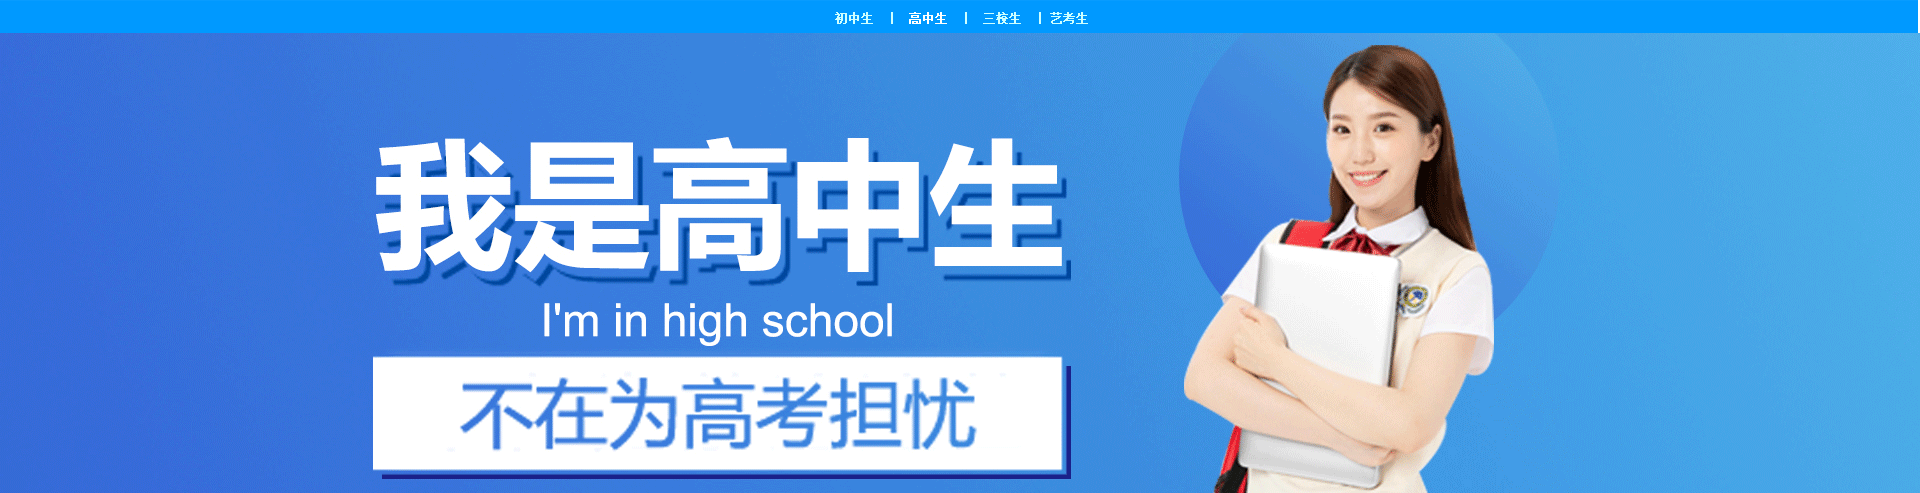 初中生 | 高中生 | 三校生 | 艺考生
我是高中生
I'm in high school
不在为高考担忧